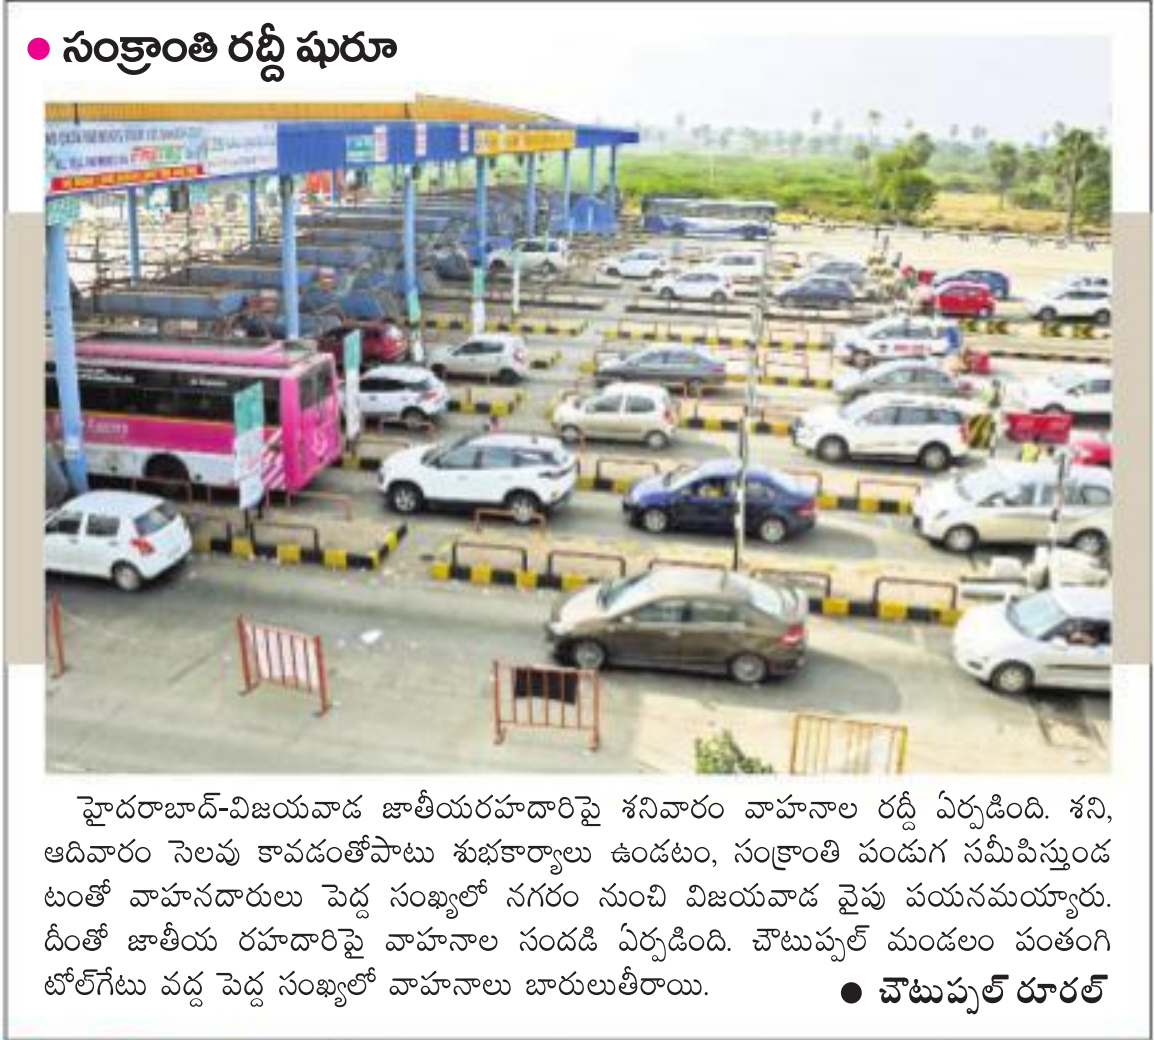 ● సంక్రాంతి రద్దీ షురూ
హైదరాబాద్-విజయవాడ జాతీయరహదారిపై శనివారం వాహనాల రద్దీ ఏర్పడింది. శని,
ఆదివారం సెలవు కావడంతోపాటు శుభకార్యాలు ఉండటం, సంక్రాంతి పండుగ సమీపిస్తుండ
టంతో వాహనదారులు పెద్ద సంఖ్యలో నగరం నుంచి విజయవాడ వైపు పయనమయ్యారు.
దీంతో జాతీయ రహదారిపై వాహనాల సందడి ఏర్పడింది. చౌటుప్పల్ మండలం పంతంగి
టోల్‌గేటు వద్ద పెద్ద సంఖ్యలో వాహనాలు బారులుతీరాయి.
● చౌటుప్పల్ రూరల్